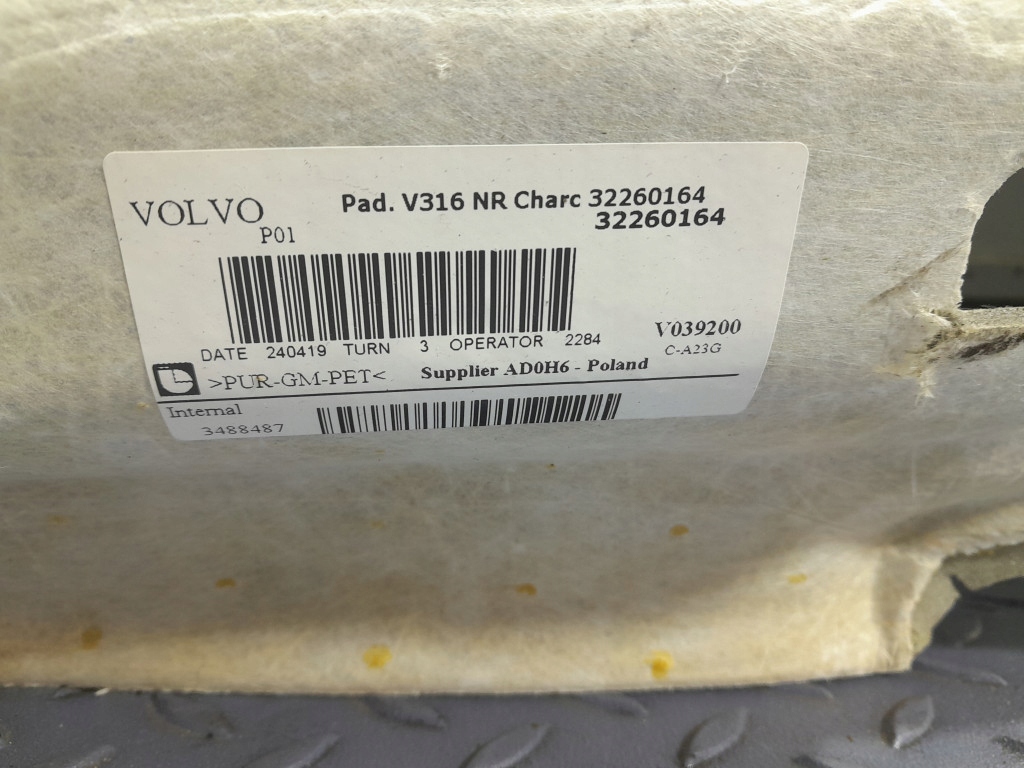 VOLVO
Pad. V316 NR Charc 32260164
32260164
P01
DATE 240419 TURN 3 OPERATOR 2284
V039200
C-A23G
>PUR-GM-PET<
Supplier AD0H6 - Poland
Internal
3488487